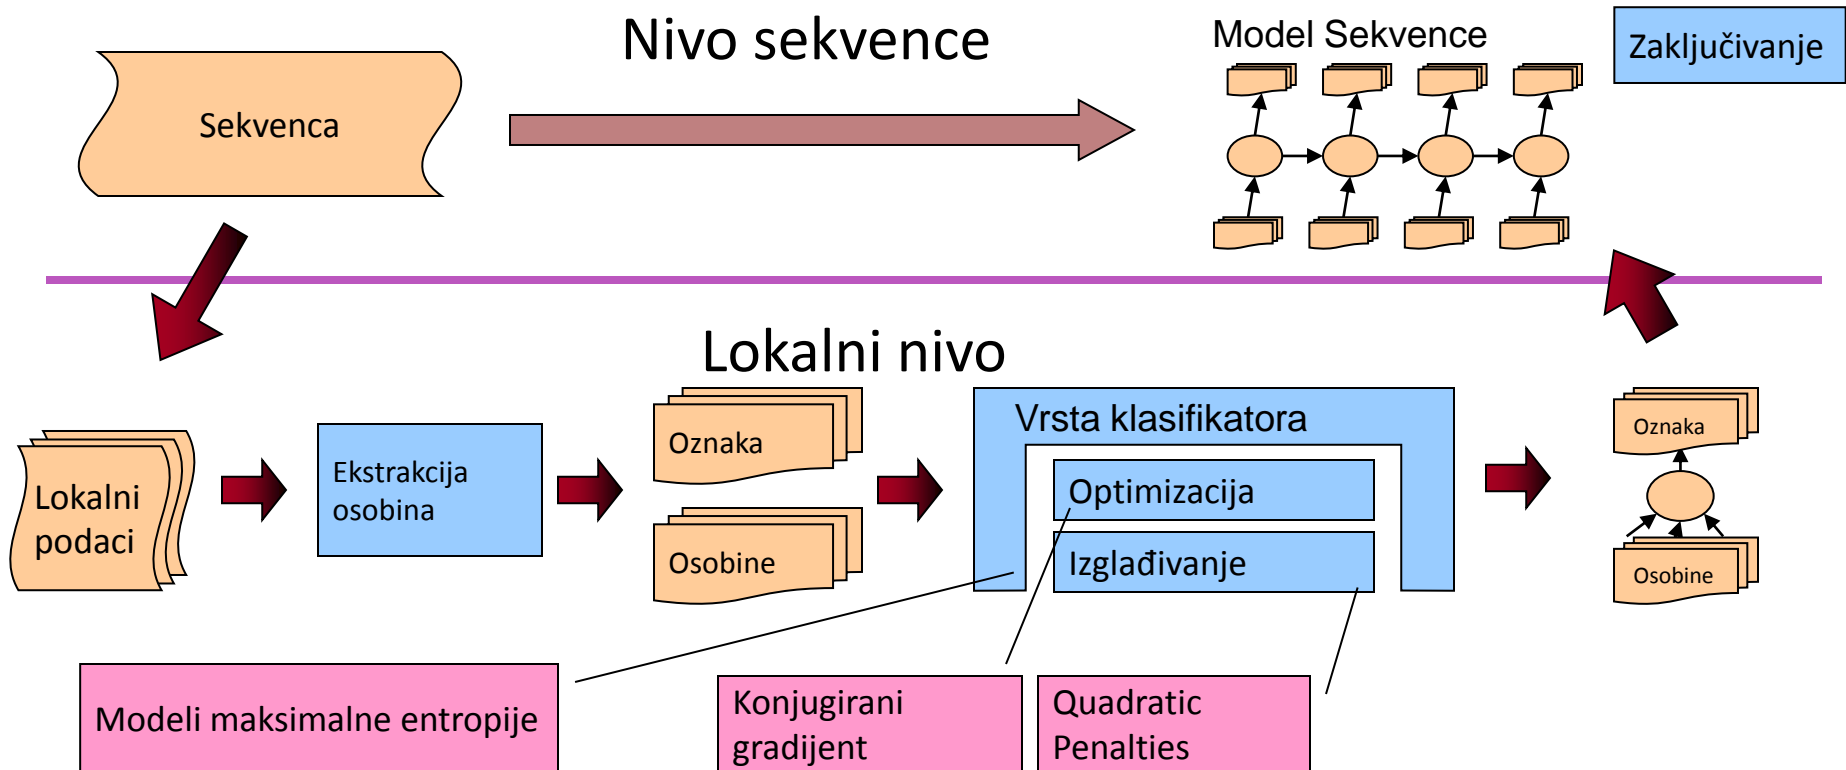 Nivo sekvence
Model Sekvence
Zaključivanje
Sekvenca
Lokalni nivo
Lokalni
podaci
Ekstrakcija
osobina
Oznaka
Osobine
Vrsta klasifikatora
Optimizacija
Izglađivanje
Oznaka
Osobine
Modeli maksimalne entropije
Konjugirani
gradijent
Quadratic
Penalties